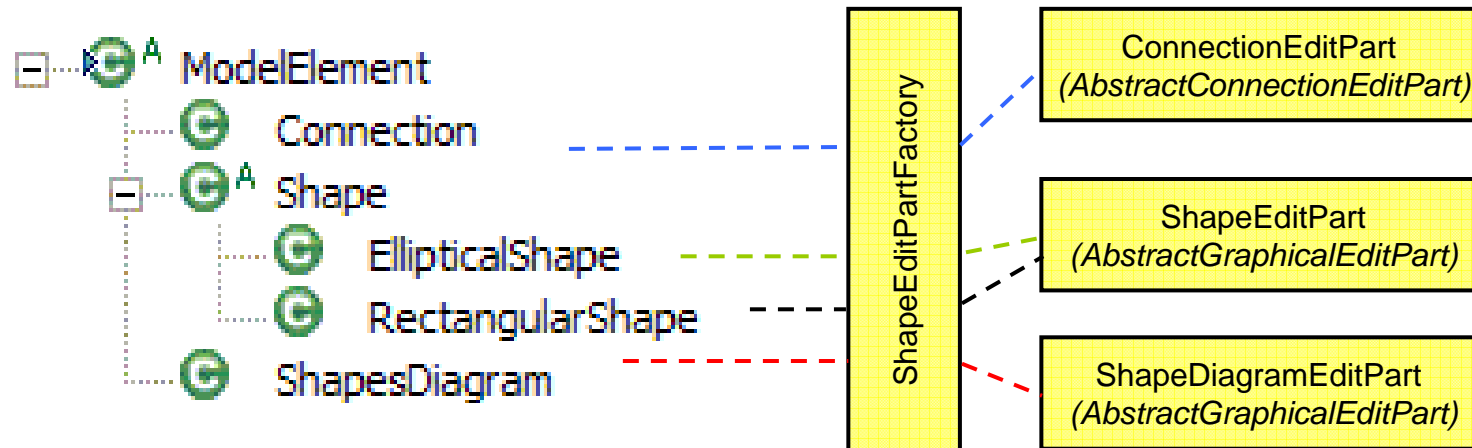 A ModelElement
Connection
A Shape
EllipticalShape
RectangularShape
ShapesDiagram
ShapeEditPartFactory
ConnectionEditPart
(AbstractConnectionEditPart)
ShapeEditPart
(AbstractGraphicalEditPart)
ShapeDiagramEditPart
(AbstractGraphicalEditPart)